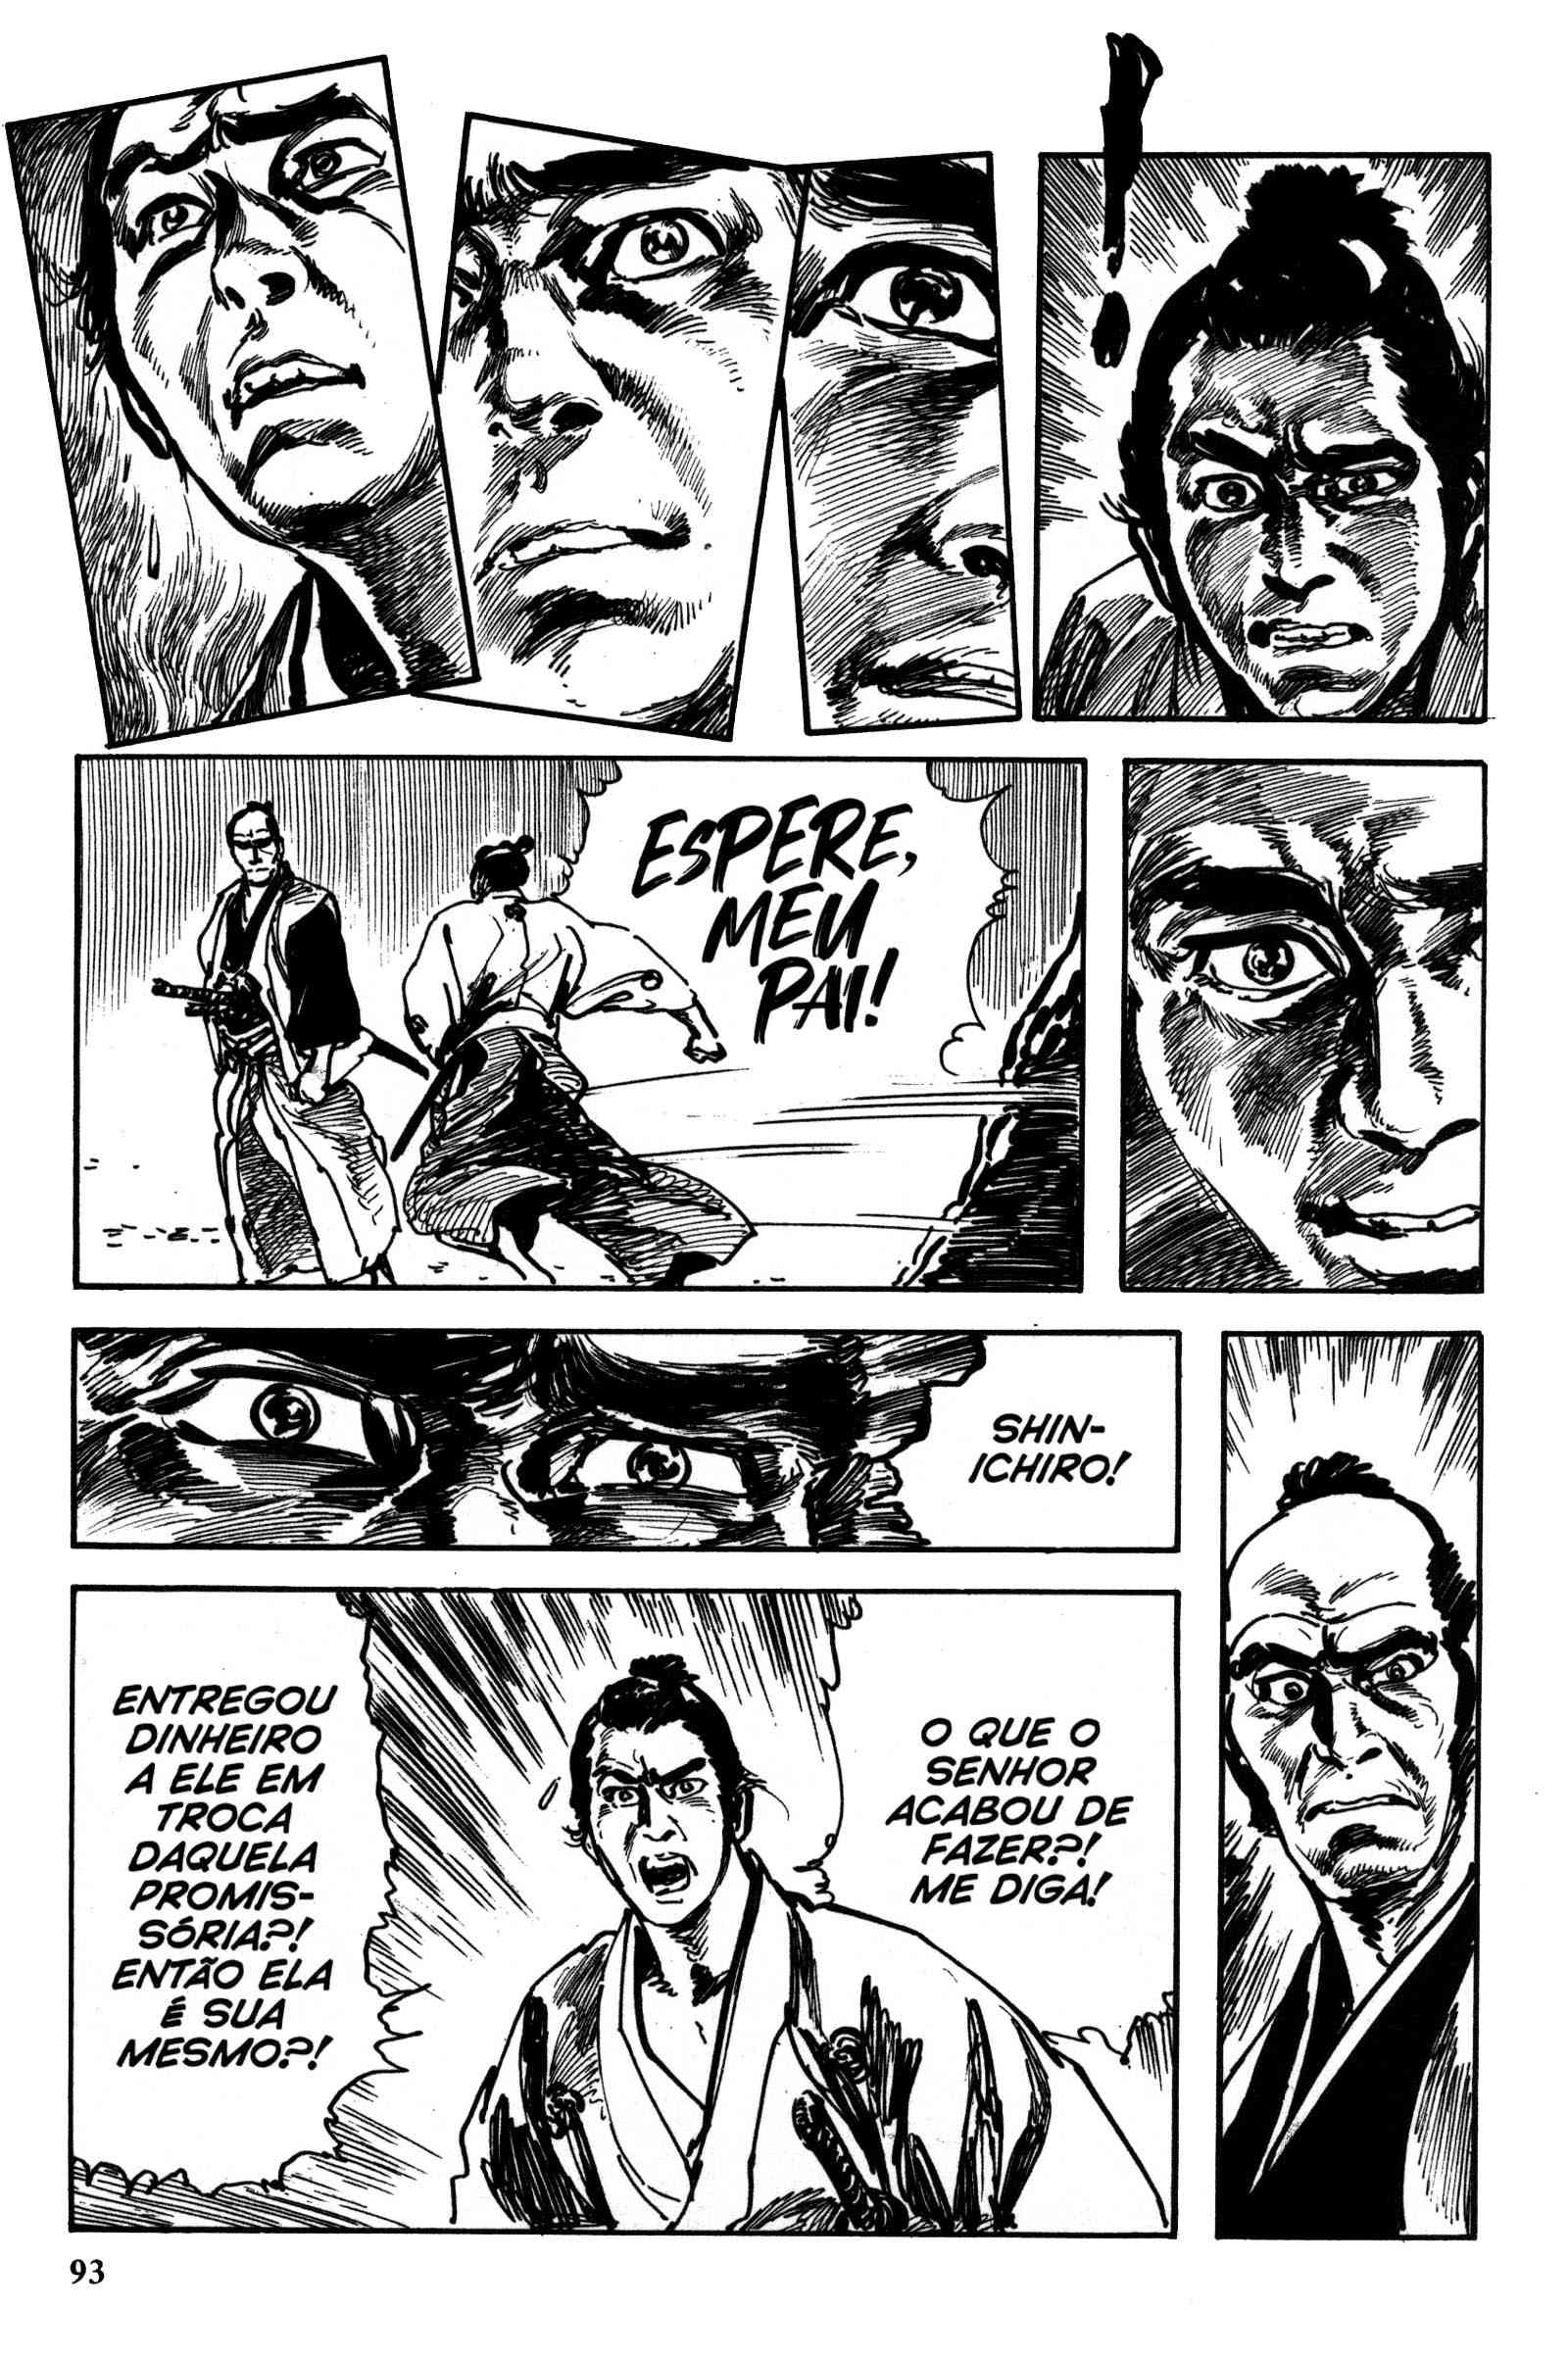 !
ESPERE,
MEU
PAI!
SHIN-
ICHIRO!
O QUE O
SENHOR
ACABOU DE
FAZER?!
ME DIGA!
ENTREGOU
DINHEIRO
A ELE EM
TROCA
DAQUELA
PROMIS-
SÓRIA?!
ENTÃO ELA
É SUA
MESMO?!
93